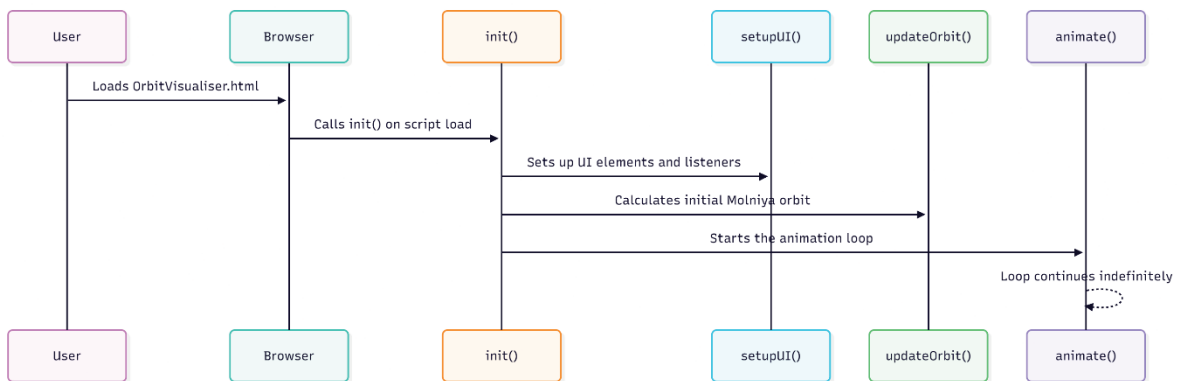 User
Browser
init()
setupUI()
updateOrbit()
animate()
Loads OrbitVisualiser.html
Calls init() on script load
Sets up UI elements and listeners
Calculates initial Molniya orbit
Starts the animation loop
Loop continues indefinitely
User
Browser
init()
setupUI()
updateOrbit()
animate()